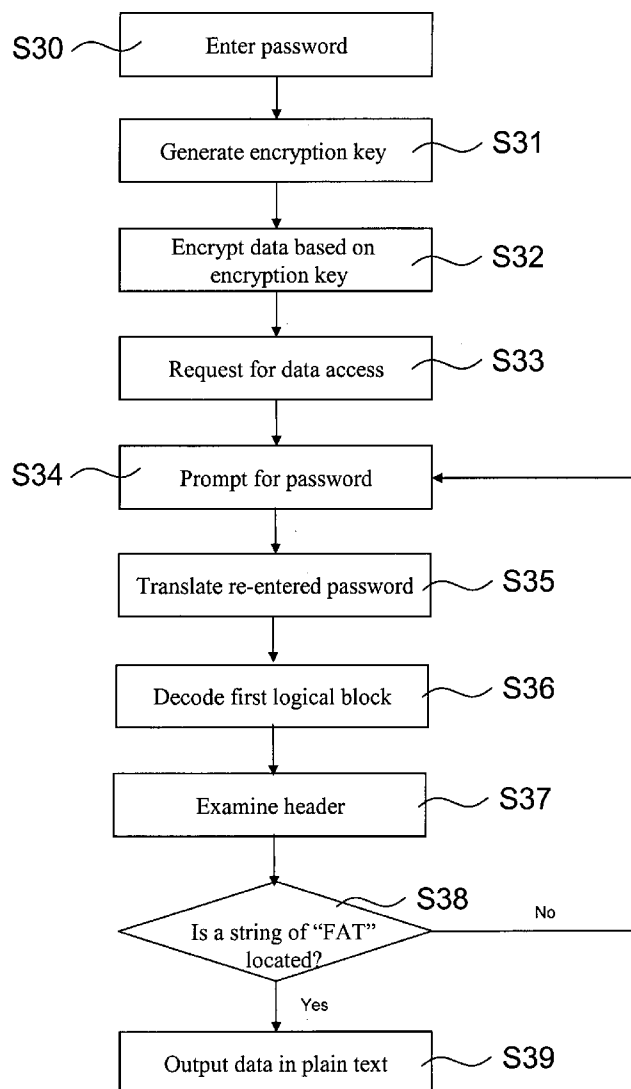 S30
Enter password
Generate encryption key
S31
Encrypt data based on
encryption key
S32
Request for data access
S33
S34
Prompt for password
Translate re-entered password
S35
Decode first logical block
S36
Examine header
S37
S38
Is a string of “FAT”
located?
No
Yes
Output data in plain text
S39